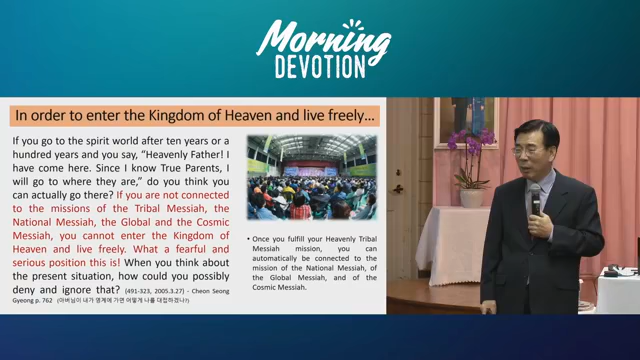 Morning
DEVOTION
In order to enter the Kingdom of Heaven and live freely...
If you go to the spirit world after ten years or a
hundred years and you say, “Heavenly Father! I
have come here. Since I know True Parents, I
will go to where they are,” do you think you
can actually go there? If you are not connected
to the missions of the Tribal Messiah, the
National Messiah, the Global and the Cosmic
Messiah, you cannot enter the Kingdom of
Heaven and live freely. What a fearful and
serious position this is! When you think about
the present situation, how could you possibly
deny and ignore that? (491-323, 2005.3.27) - Cheon Seong
Gyeong p. 762 (아버님이 내가 영계에 가면 어떻게 나를 대접하겠나?)
• Once you fulfill your Heavenly Tribal
Messiah mission, you can
automatically be connected to the
mission of the National Messiah, of
the Global Messiah, and of the
Cosmic Messiah.